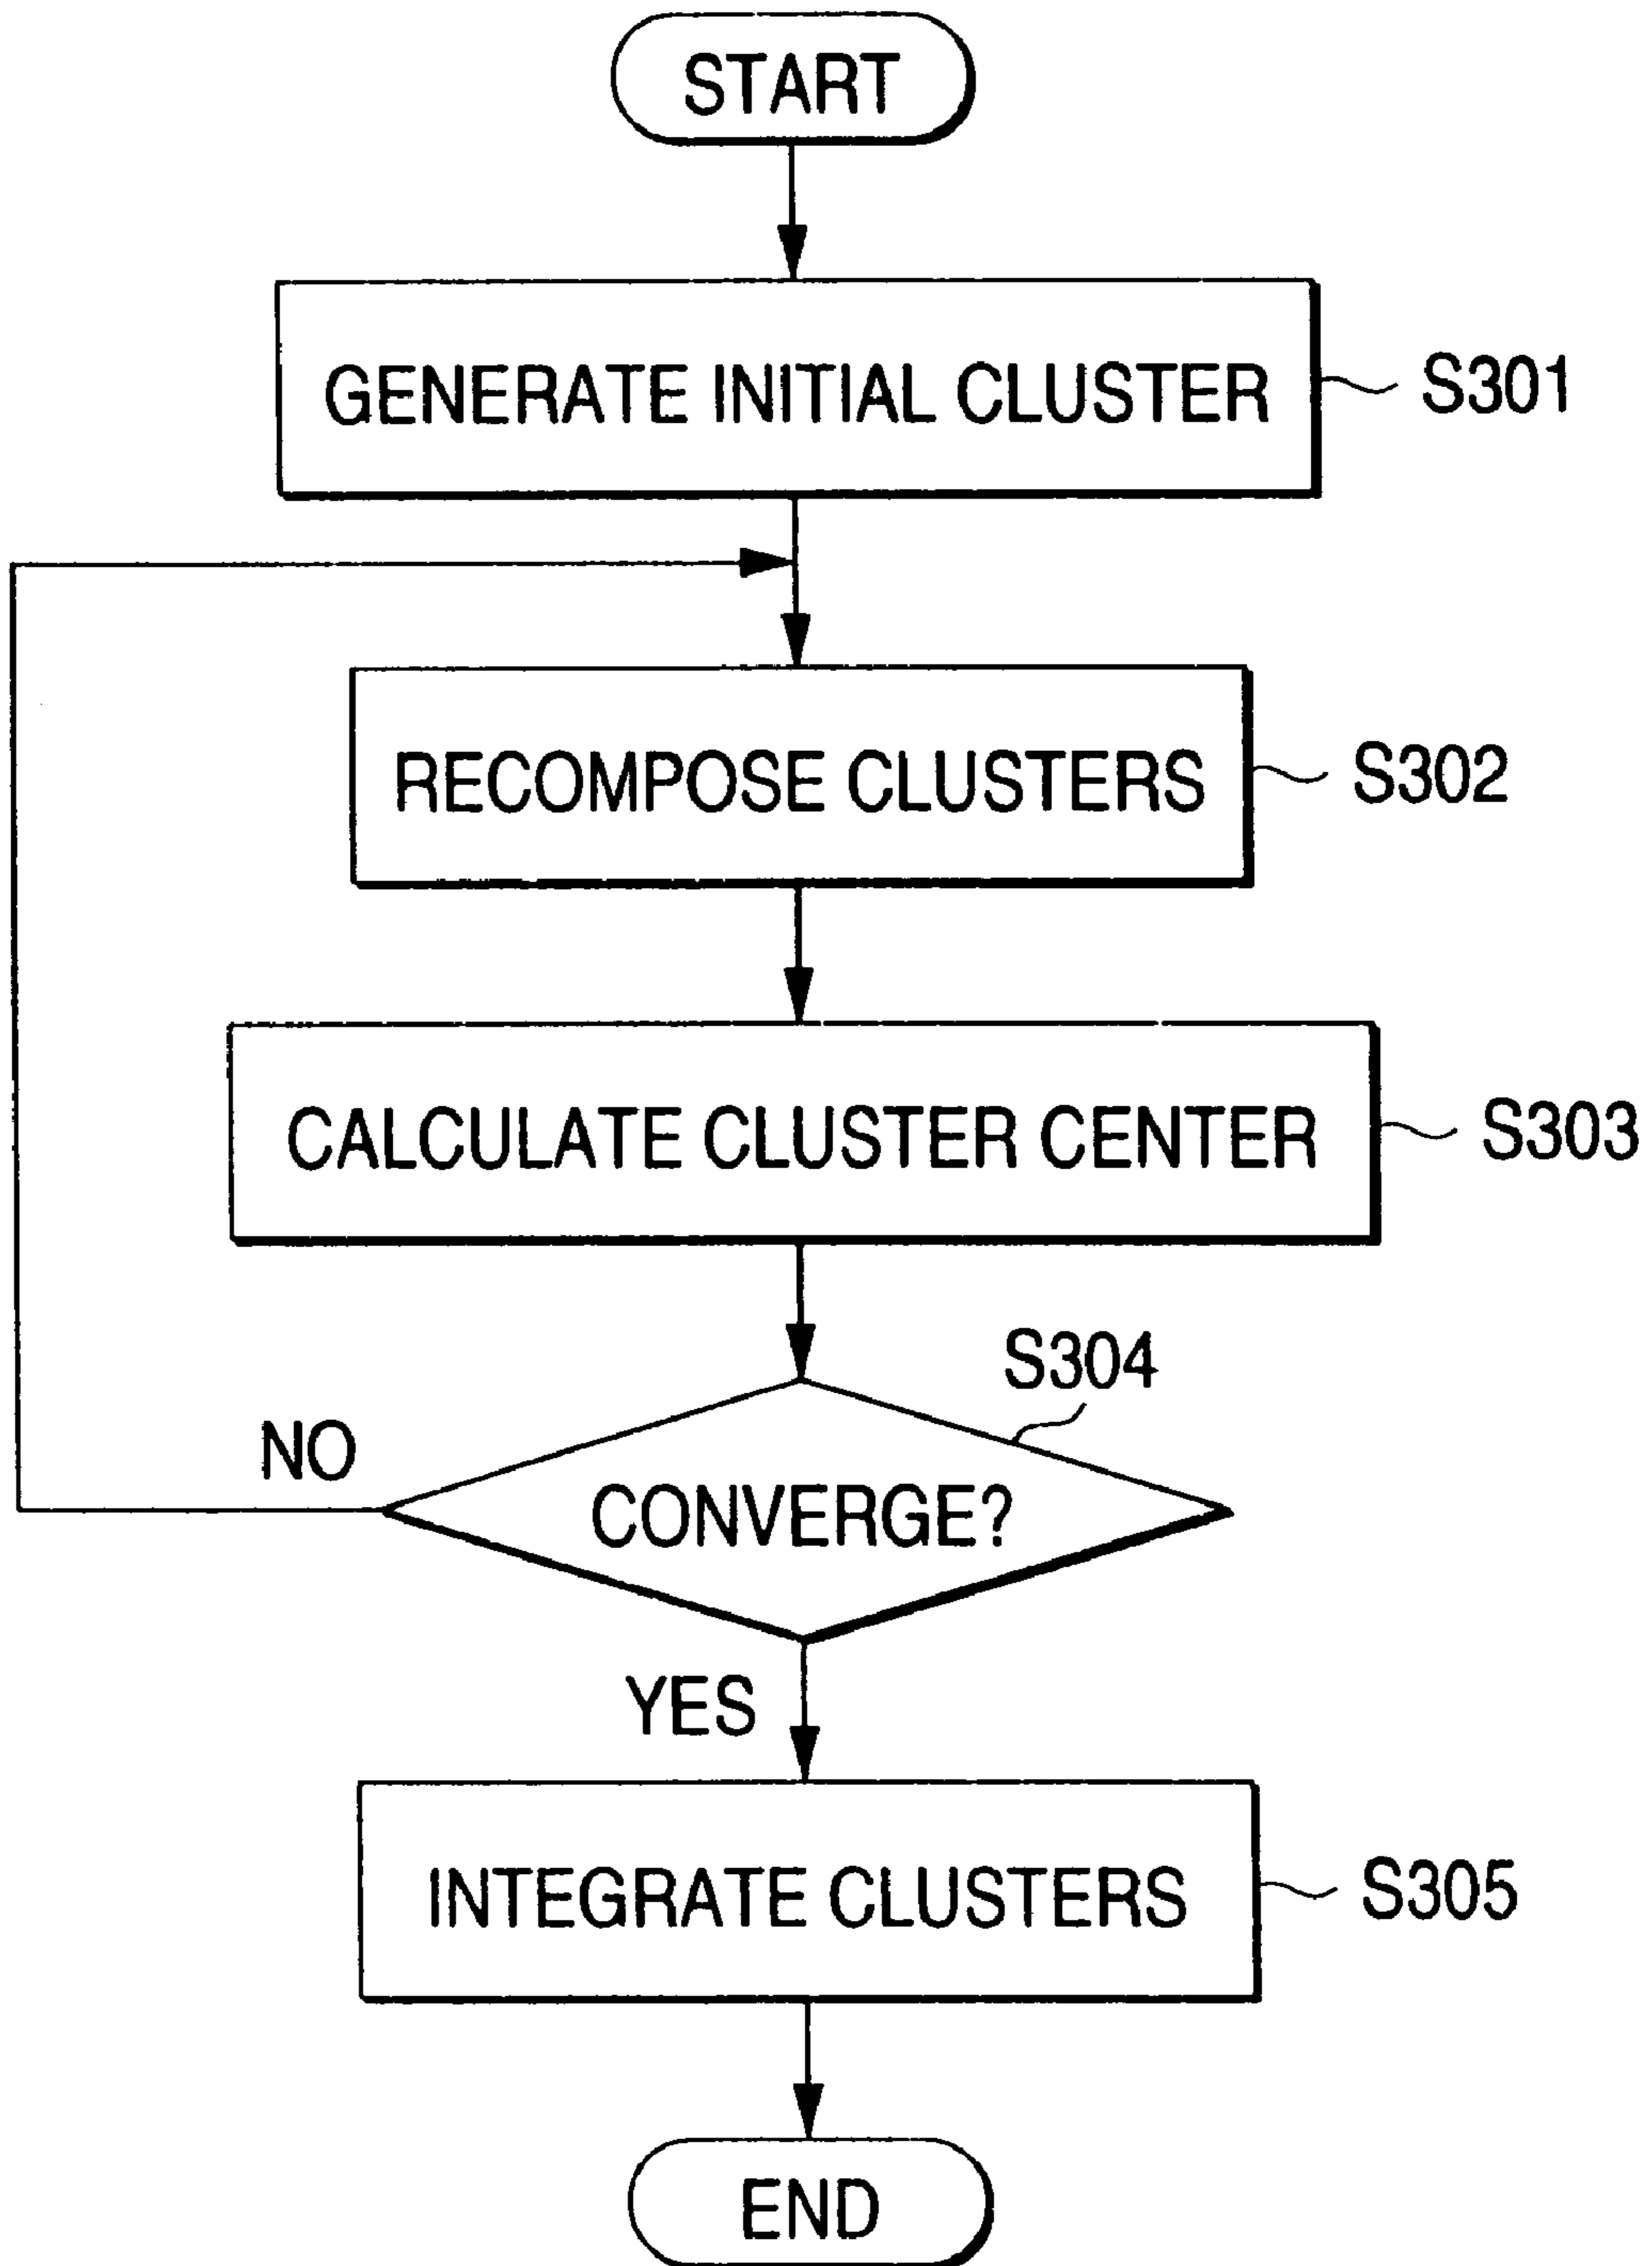 START
GENERATE INITIAL CLUSTER
S301
RECOMPOSE CLUSTERS
S302
CALCULATE CLUSTER CENTER
S303
S304
NO
CONVERGE?
YES
INTEGRATE CLUSTERS
S305
END